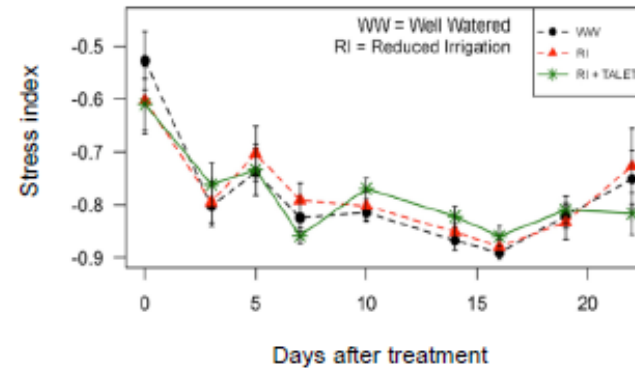 WW = Well Watered
RI = Reduced Irrigation
WW
RI
RI + TALET
Stress index
-0.5
-0.6
-0.7
-0.8
-0.9
0
5
10
15
20
Days after treatment